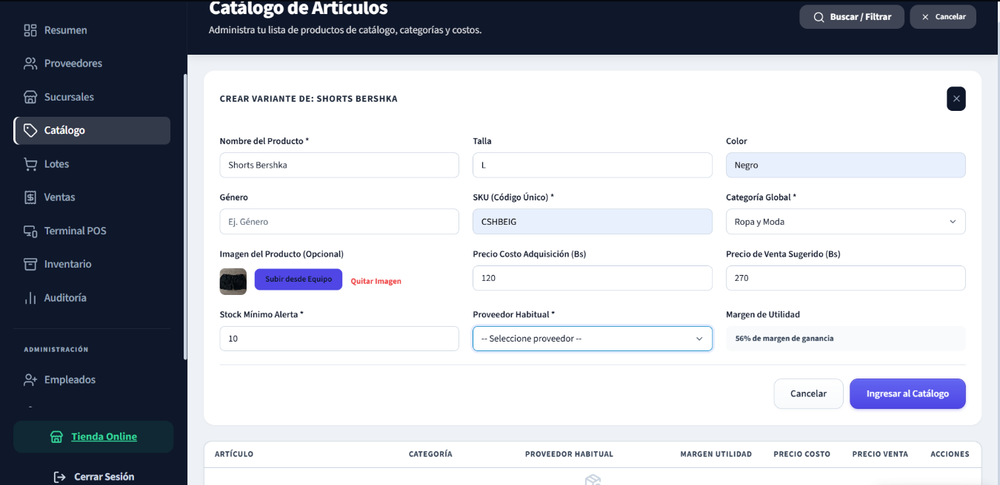 Catálogo de Artículos
Administra tu lista de productos de catálogo, categorías y costos.
Buscar / Filtrar
Cancelar
Resumen
Proveedores
Sucursales
Catálogo
Lotes
Ventas
Terminal POS
Inventario
Auditoría
ADMINISTRACIÓN
Empleados
Tienda Online
Cerrar Sesión
CREAR VARIANTE DE: SHORTS BERSHKA
Nombre del Producto *
Talla
Color
Shorts Bershka
L
Negro
Género
SKU (Código Único) *
Categoría Global *
Ej. Género
CSHBEIG
Ropa y Moda
Imagen del Producto (Opcional)
Precio Costo Adquisición (Bs)
Precio de Venta Sugerido (Bs)
Subir desde Equipo
Quitar Imagen
120
270
Stock Mínimo Alerta *
Proveedor Habitual *
Margen de Utilidad
10
-- Seleccione proveedor --
56% de margen de ganancia
Cancelar
Ingresar al Catálogo
ARTÍCULO CATEGORÍA PROVEEDOR HABITUAL MARGEN UTILIDAD PRECIO COSTO PRECIO VENTA ACCIONES